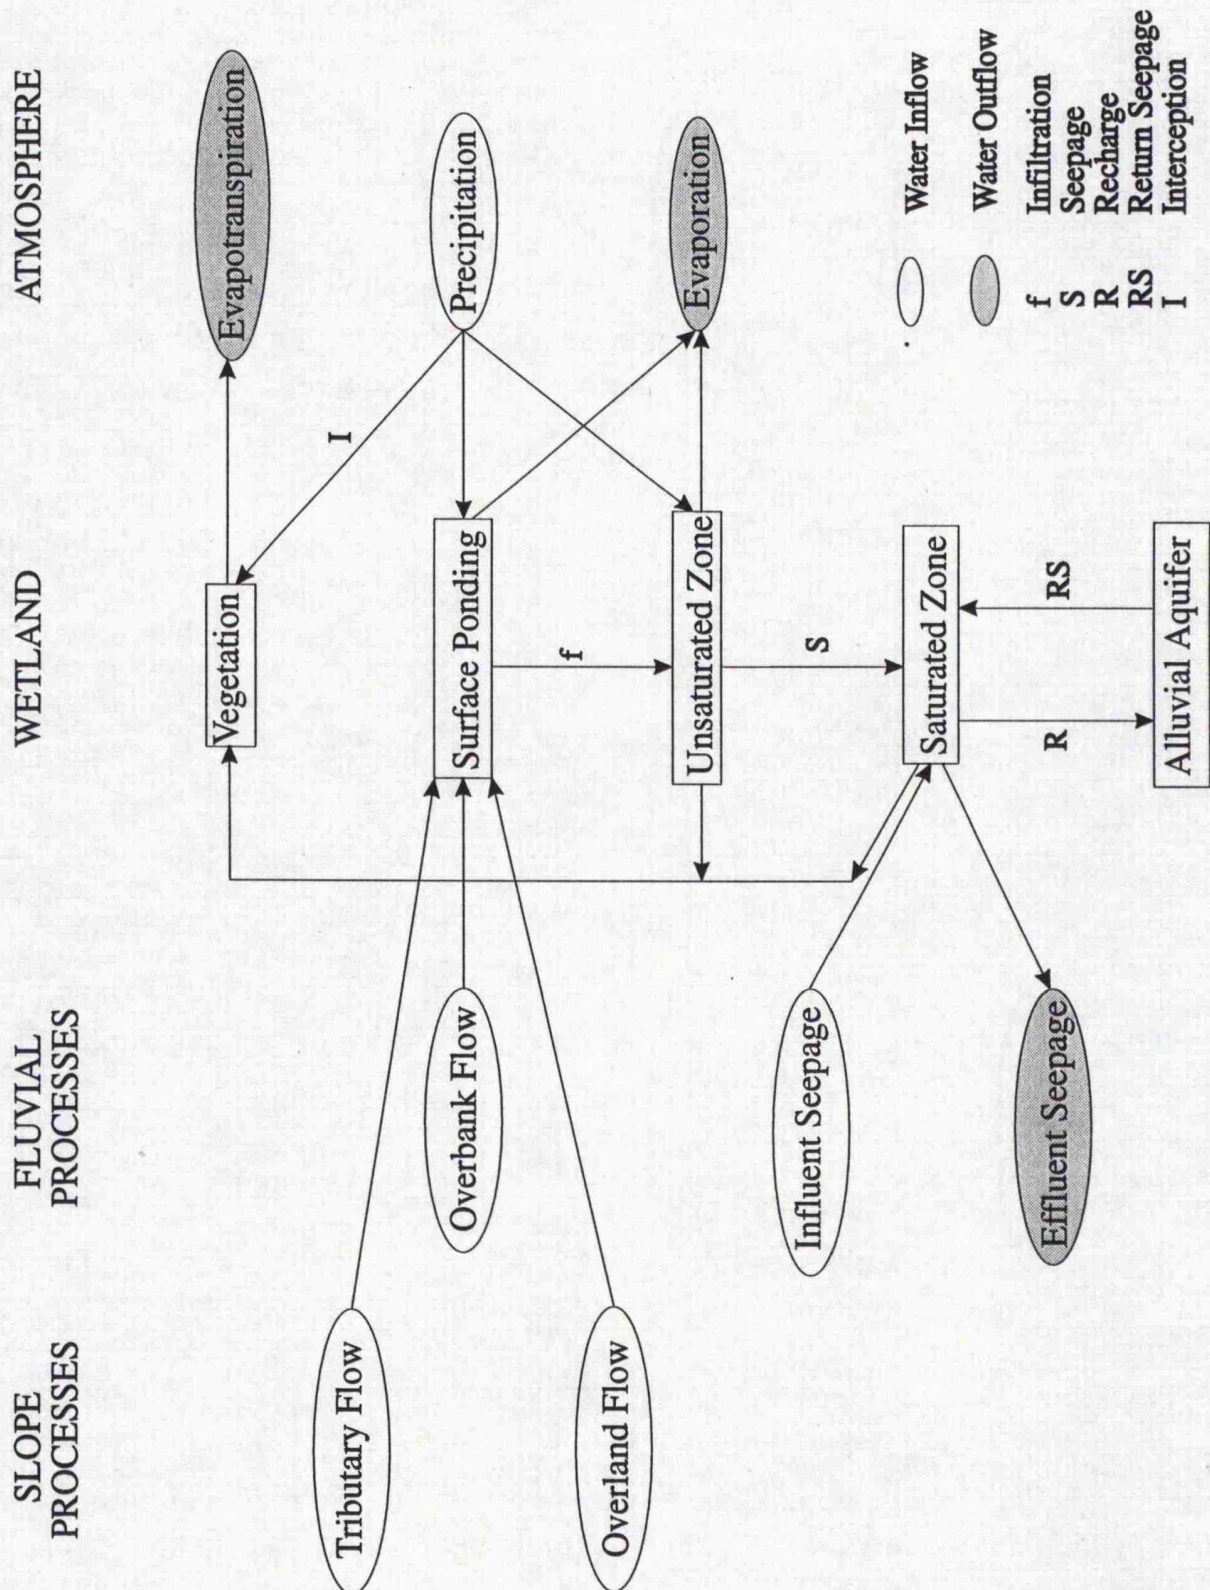 SLOPE
PROCESSES
FLUVIAL
PROCESSES
WETLAND
ATMOSPHERE
Tributary Flow
Overland Flow
Overbank Flow
Influent Seepage
Effluent Seepage
Vegetation
Surface Ponding
f
Unsaturated Zone
S
Saturated Zone
R
RS
Alluvial Aquifer
I
Evapotranspiration
Precipitation
Evaporation
Water Inflow
Water Outflow
f Infiltration
S Seepage
R Recharge
RS Return Seepage
I Interception